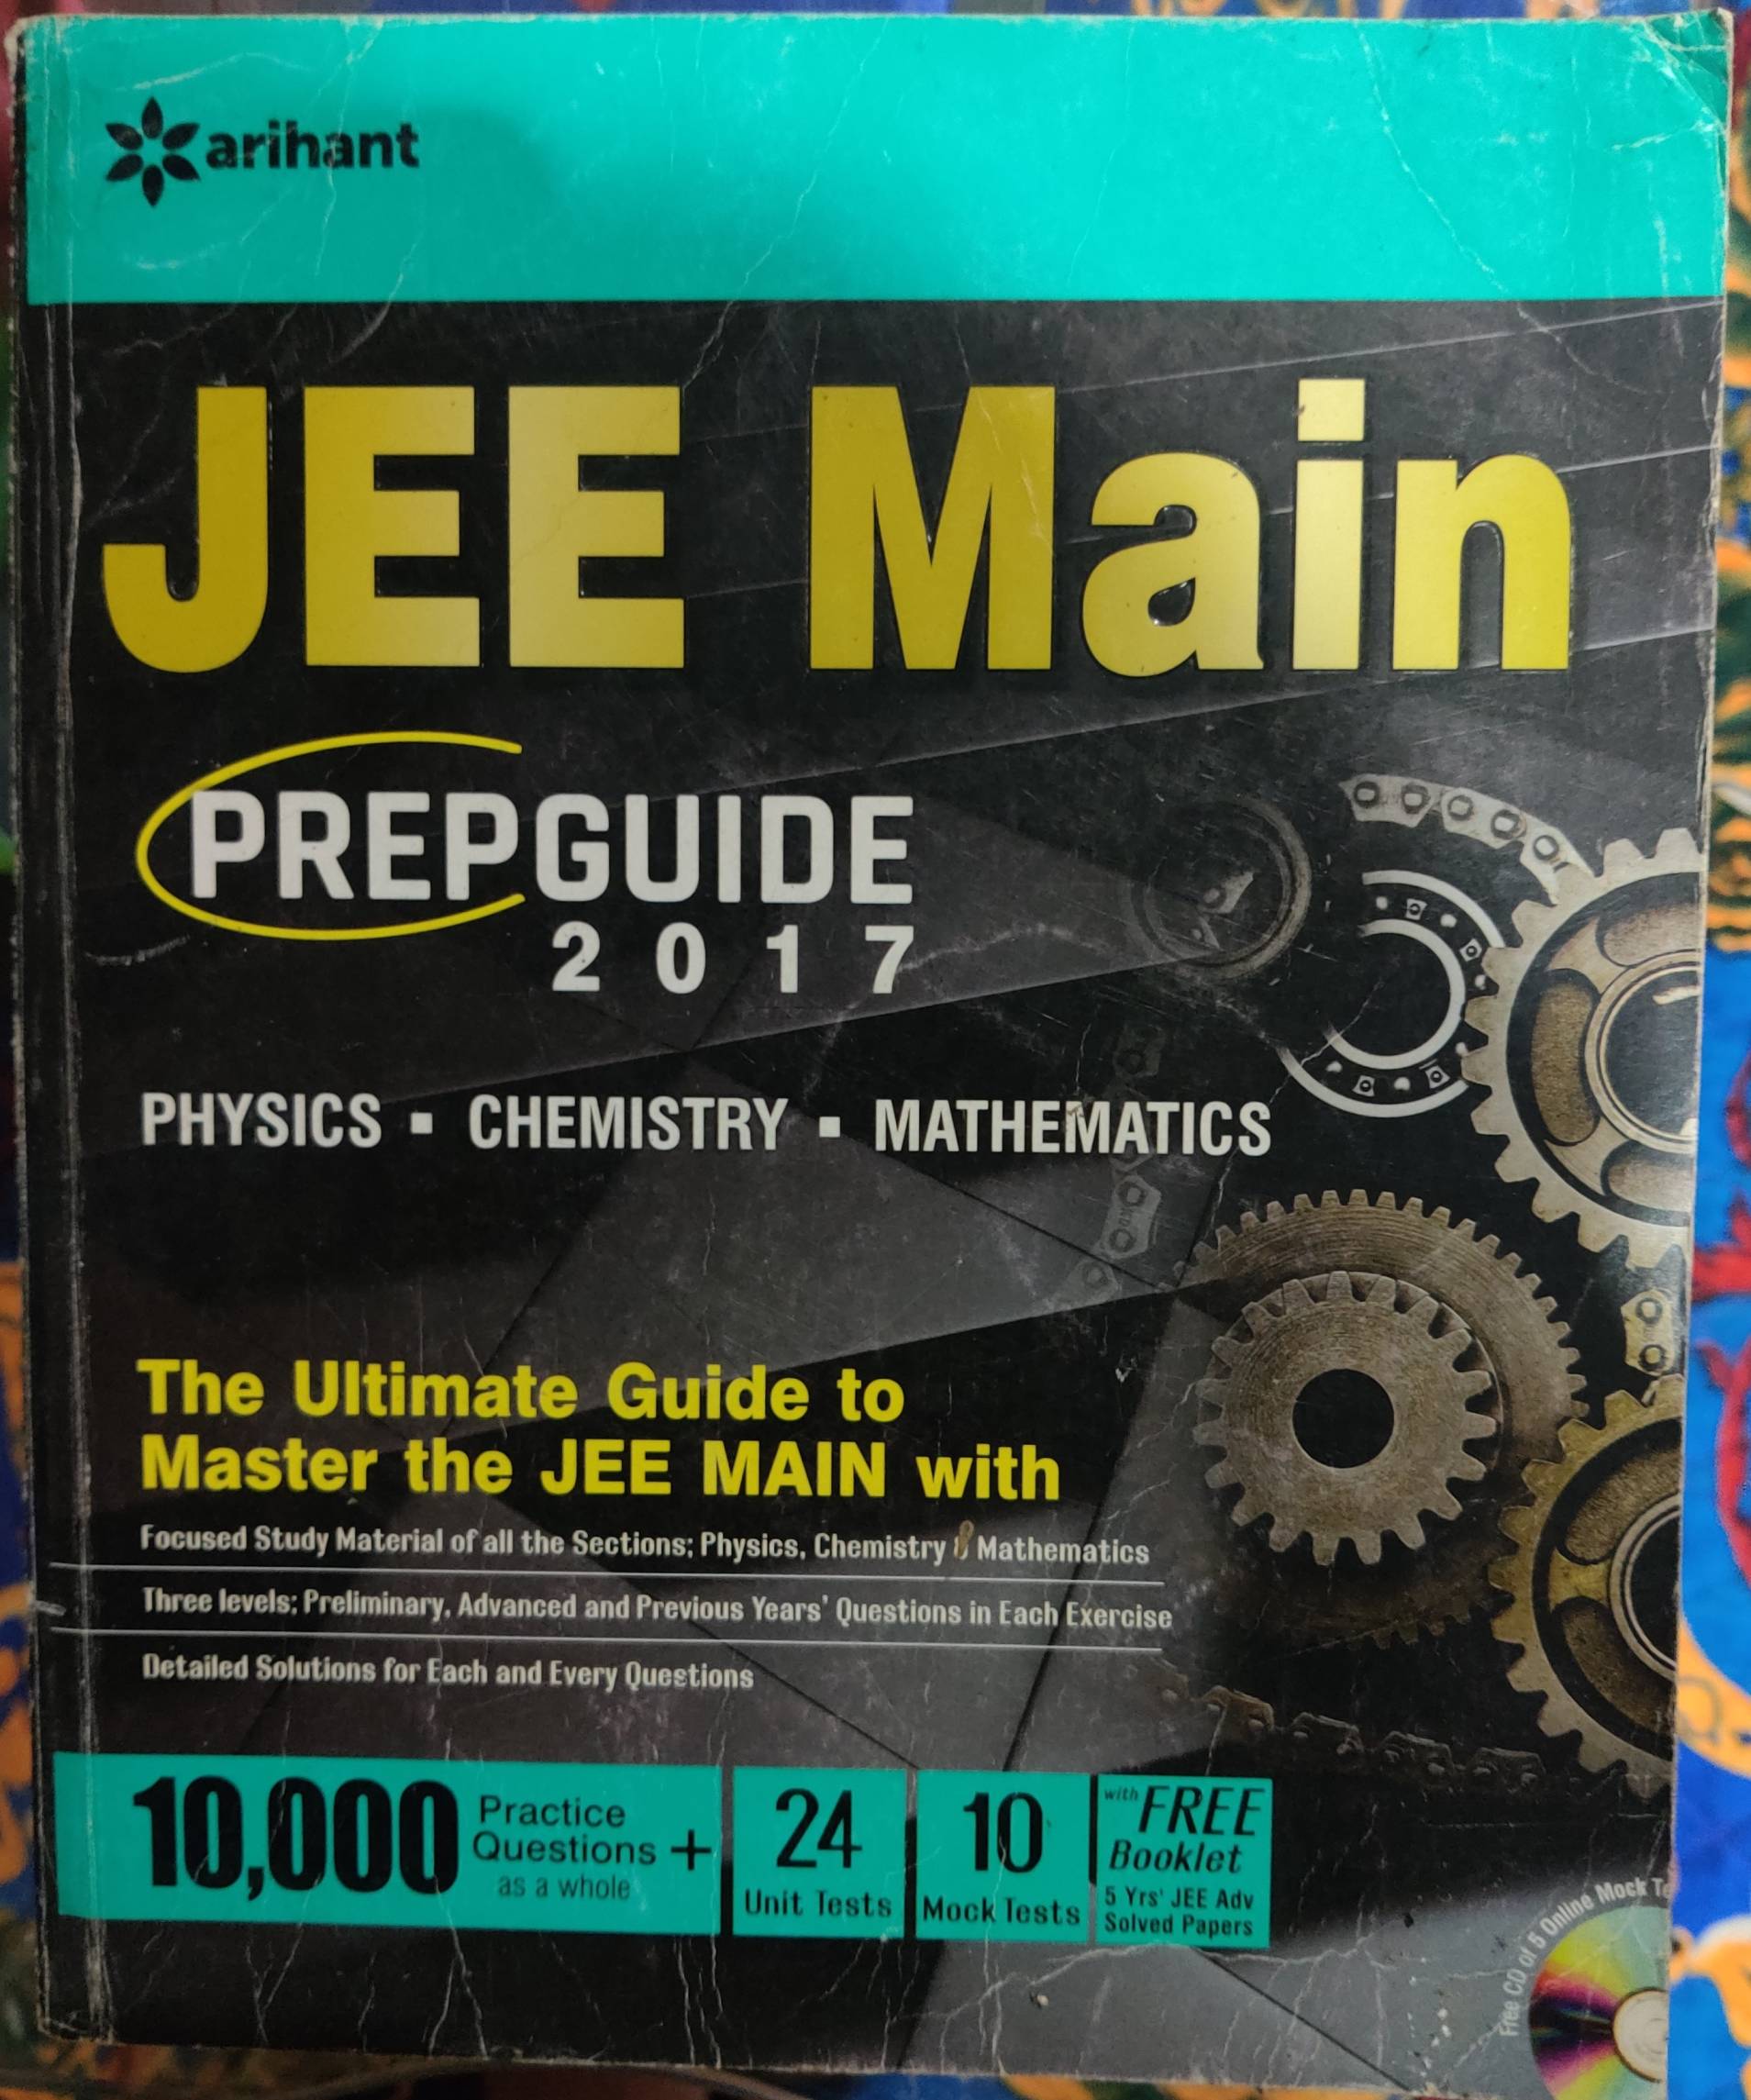 arihant
JEE Main
PREPGUIDE
2017
PHYSICS ▪ CHEMISTRY ▪ MATHEMATICS
The Ultimate Guide to
Master the JEE MAIN with
Focused Study Material of all the Sections; Physics, Chemistry & Mathematics
Three levels; Preliminary, Advanced and Previous Years' Questions in Each Exercise
Detailed Solutions for Each and Every Questions
10,000 Practice
Questions +
as a whole
24
Unit Tests
10
Mock Tests
with FREE
Booklet
5 Yrs' JEE Adv
Solved Papers
Free CD of 5 Online Mock